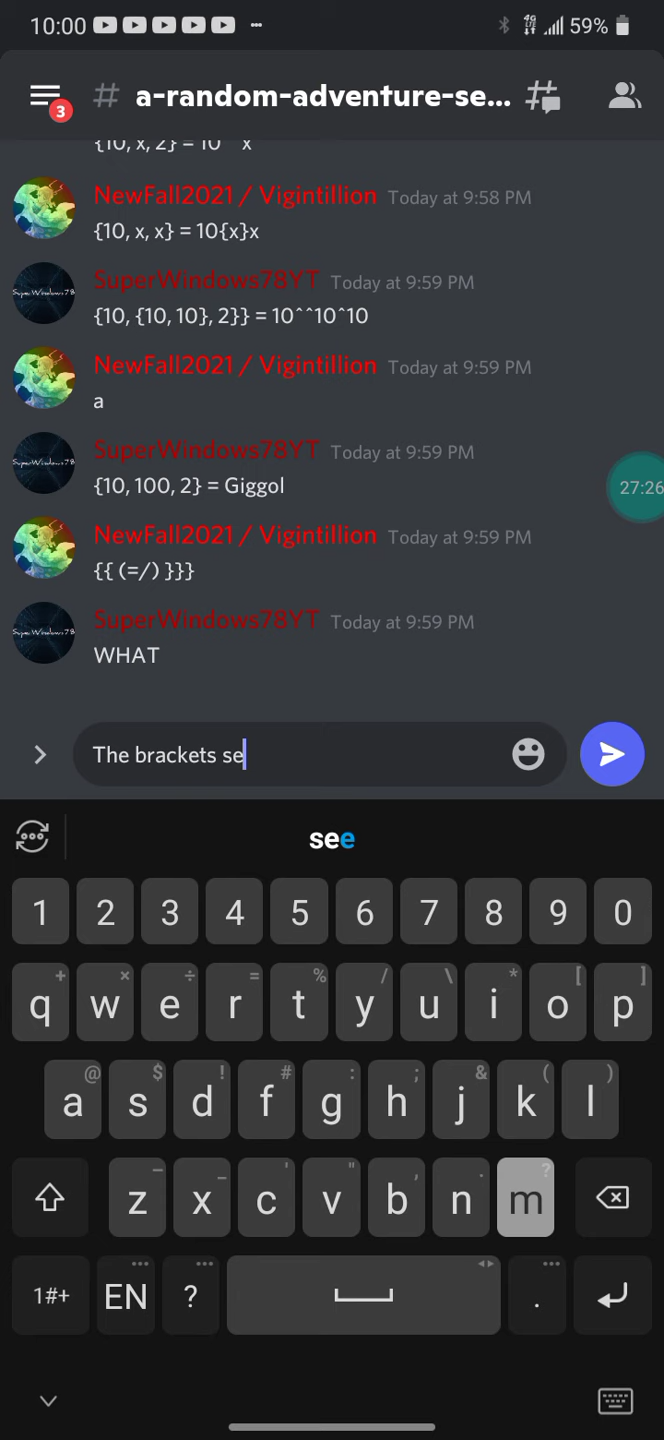 10:00 59%
3 # a-random-adventure-se...
{10, x, 2} = 10^^x
NewFall2021 / Vigintillion Today at 9:58 PM
{10, x, x} = 10{x}x
SuperWindows78YT Today at 9:59 PM
{10, {10, 10}, 2}} = 10^^10^10
NewFall2021 / Vigintillion Today at 9:59 PM
a
SuperWindows78YT Today at 9:59 PM
{10, 100, 2} = Giggol
27:26
NewFall2021 / Vigintillion Today at 9:59 PM
{{ (=/) }}}
SuperWindows78YT Today at 9:59 PM
WHAT
The brackets se
see
1 2 3 4 5 6 7 8 9 0
+ × ÷ = % / \ * [ ]
q w e r t y u i o p
@ $ ! # : ; & ( )
a s d f g h j k l
– _ ' " , . ?
z x c v b n m
1#+ EN ? .